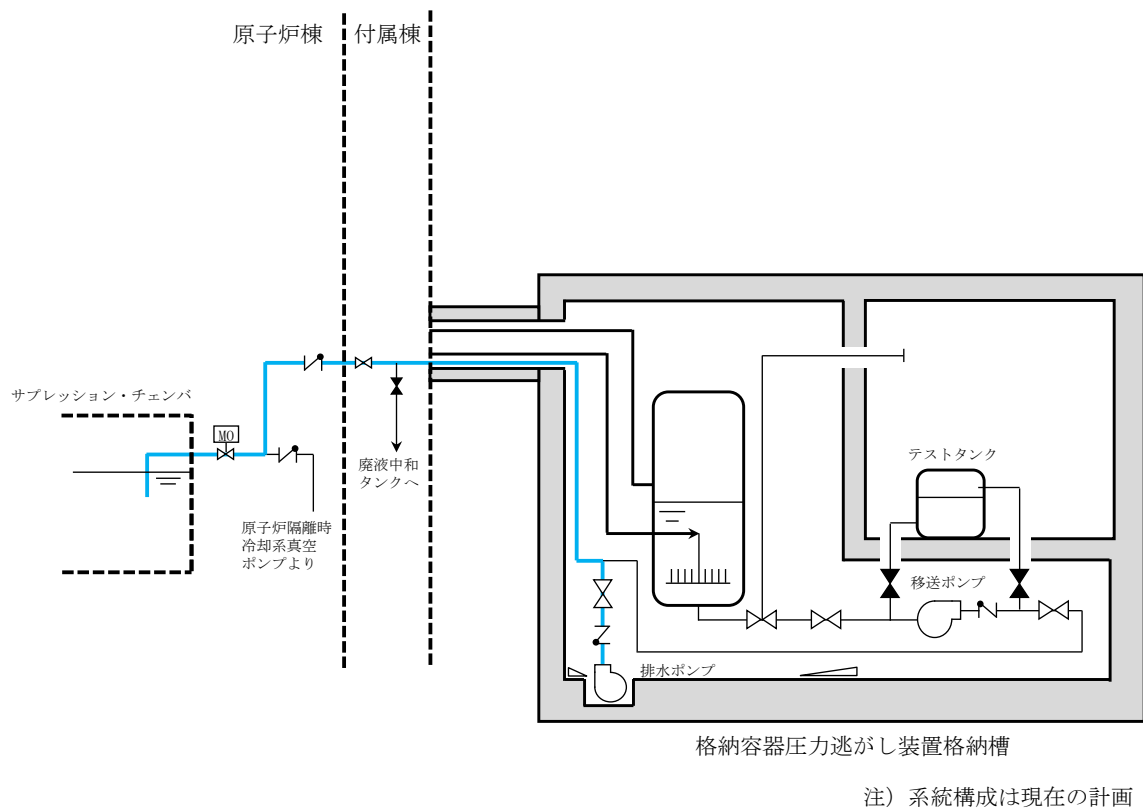 原子炉棟
付属棟
サプレッション・チェンバ
MO
廃液中和
タンクへ
原子炉隔離時
冷却系真空
ポンプより
テストタンク
移送ポンプ
排水ポンプ
格納容器圧力逃がし装置格納槽
注）系統構成は現在の計画